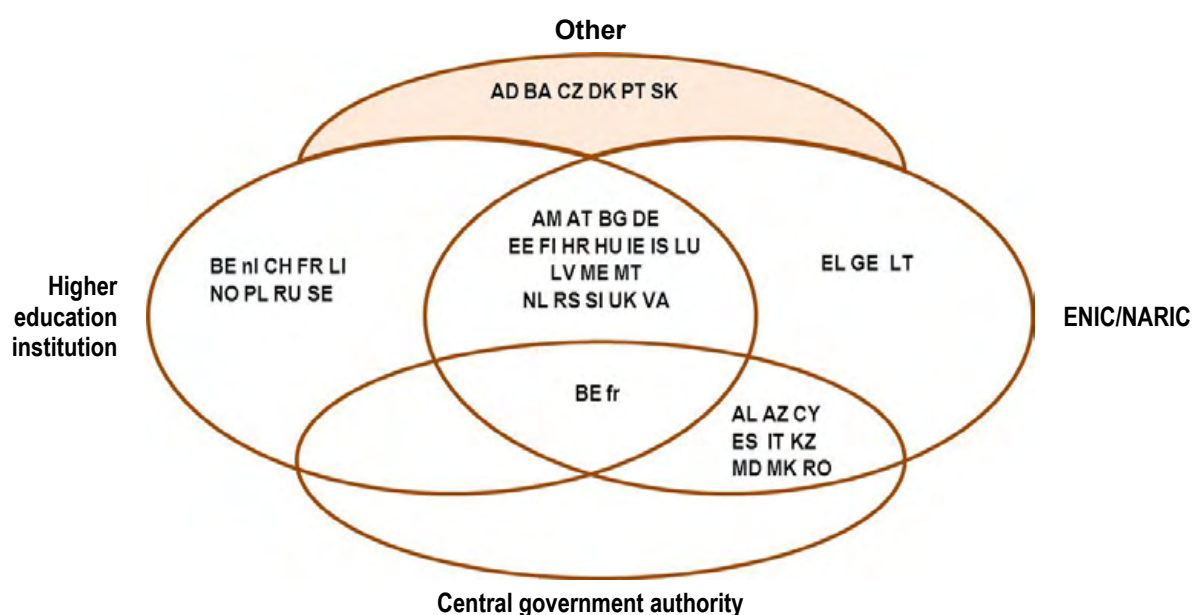 Other
AD BA CZ DK PT SK
AM AT BG DE
EE FI HR HU IE IS LU
LV ME MT
NL RS SI UK VA
BE nl CH FR LI
NO PL RU SE
EL GE LT
Higher
education
institution
ENIC/NARIC
BE fr
AL AZ CY
ES IT KZ
MD MK RO
Central government authority